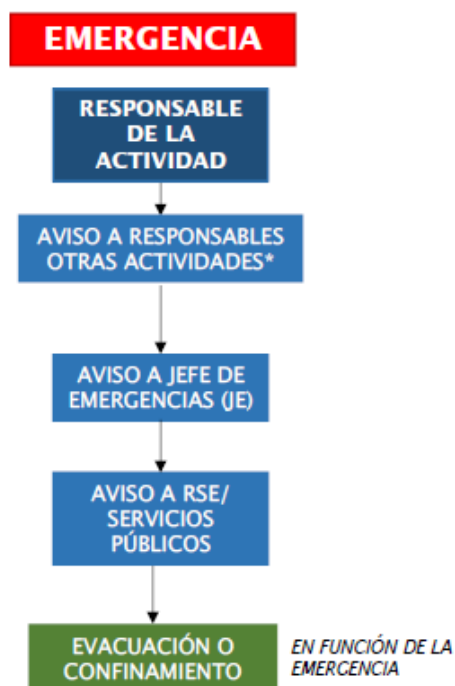 EMERGENCIA
RESPONSABLE
DE LA
ACTIVIDAD
AVISO A RESPONSABLES
OTRAS ACTIVIDADES*
AVISO A JEFE DE
EMERGENCIAS (JE)
AVISO A RSE/
SERVICIOS
PÚBLICOS
EVACUACIÓN O
CONFINAMIENTO
EN FUNCIÓN DE LA
EMERGENCIA